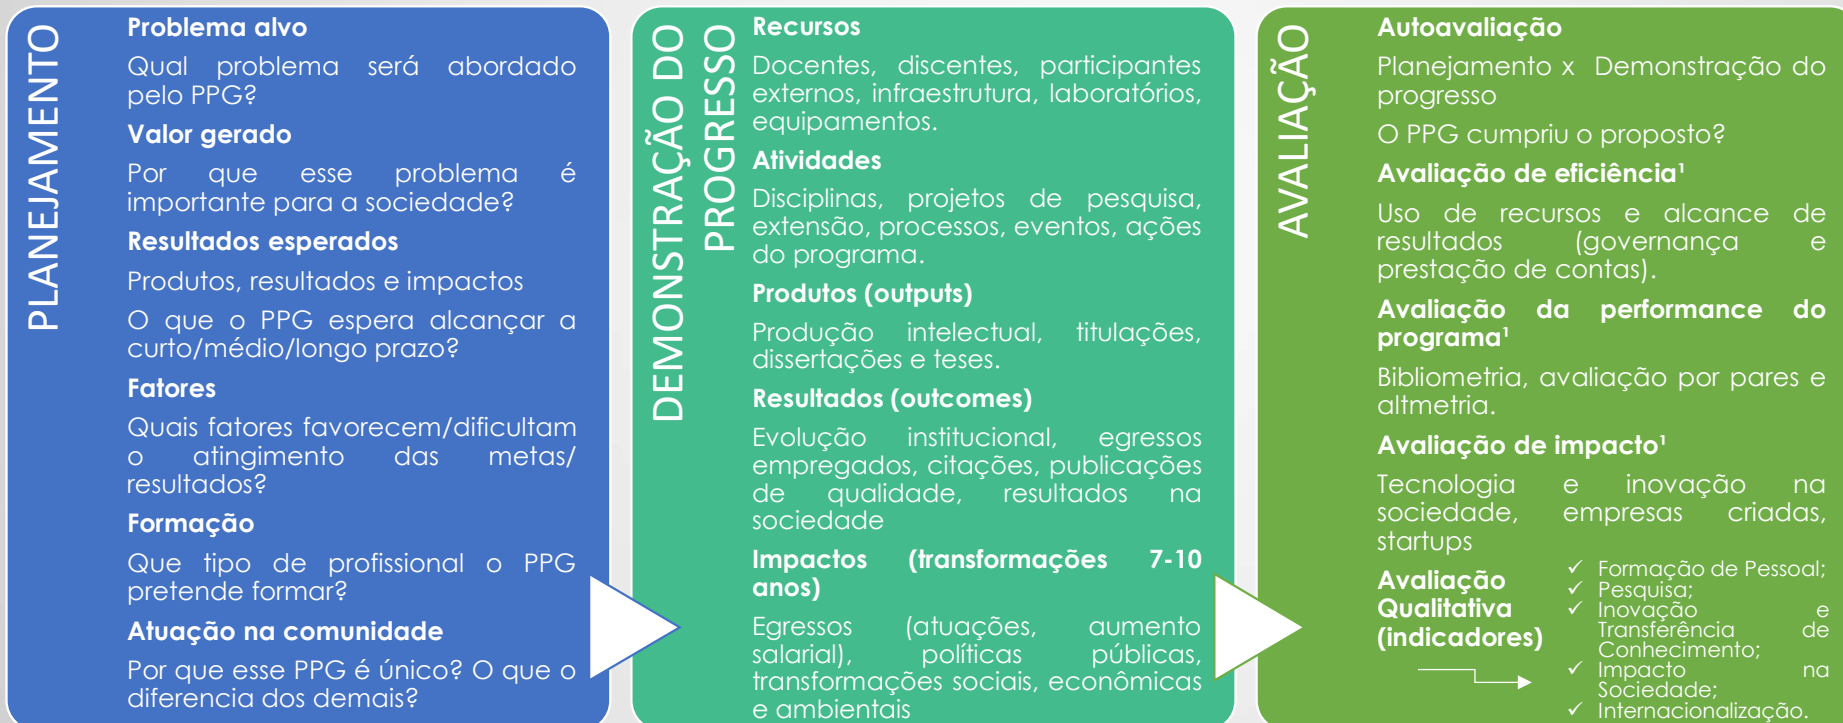 PLANEJAMENTO
Problema alvo
Qual problema será abordado
pelo PPG?
Valor gerado
Por que esse problema é
importante para a sociedade?
Resultados esperados
Produtos, resultados e impactos
O que o PPG espera alcançar a
curto/médio/longo prazo?
Fatores
Quais fatores favorecem/dificultam
o atingimento das metas/
resultados?
Formação
Que tipo de profissional o PPG
pretende formar?
Atuação na comunidade
Por que esse PPG é único? O que o
diferencia dos demais?
DEMONSTRAÇÃO DO
PROGRESSO
Recursos
Docentes, discentes, participantes
externos, infraestrutura, laboratórios,
equipamentos.
Atividades
Disciplinas, projetos de pesquisa,
extensão, processos, eventos, ações
do programa.
Produtos (outputs)
Produção intelectual, titulações,
dissertações e teses.
Resultados (outcomes)
Evolução institucional, egressos
empregados, citações, publicações
de qualidade, resultados na
sociedade
Impactos (transformações 7-10
anos)
Egressos (atuações, aumento
salarial), políticas públicas,
transformações sociais, econômicas
e ambientais
AVALIAÇÃO
Autoavaliação
Planejamento x Demonstração do
progresso
O PPG cumpriu o proposto?
Avaliação de eficiência¹
Uso de recursos e alcance de
resultados (governança e
prestação de contas).
Avaliação da performance do
programa¹
Bibliometria, avaliação por pares e
altmetria.
Avaliação de impacto¹
Tecnologia e inovação na
sociedade, empresas criadas,
startups
Avaliação
Qualitativa
(indicadores)
✓ Formação de Pessoal;
✓ Pesquisa;
✓ Inovação e
Transferência de
Conhecimento;
✓ Impacto na
Sociedade;
✓ Internacionalização.